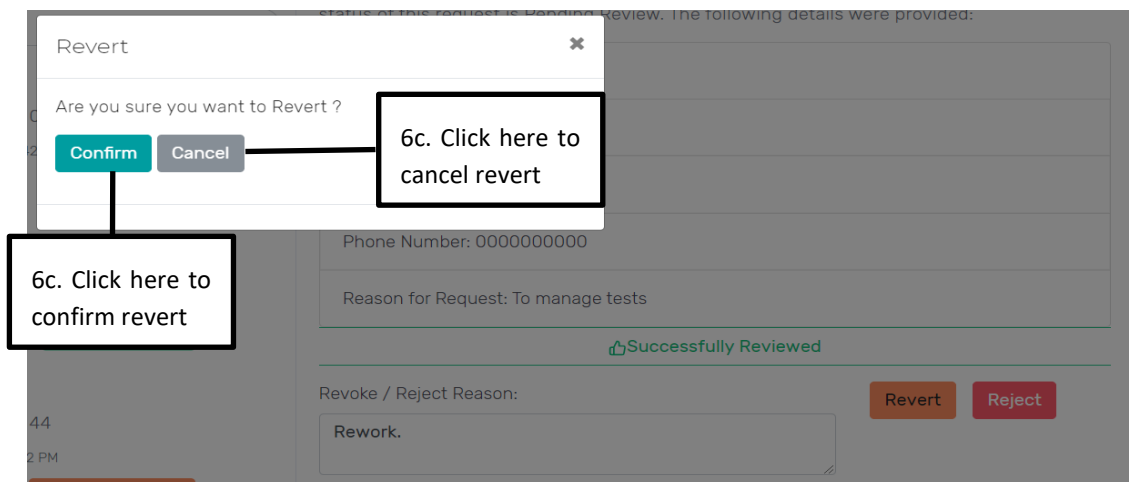 status of this request is Pending Review. The following details were provided:
Revert
Are you sure you want to Revert ?
Confirm Cancel
6c. Click here to
cancel revert
6c. Click here to
confirm revert
Phone Number: 0000000000
Reason for Request: To manage tests
Successfully Reviewed
Revoke / Reject Reason:
Revert Reject
Rework.
44
2 PM